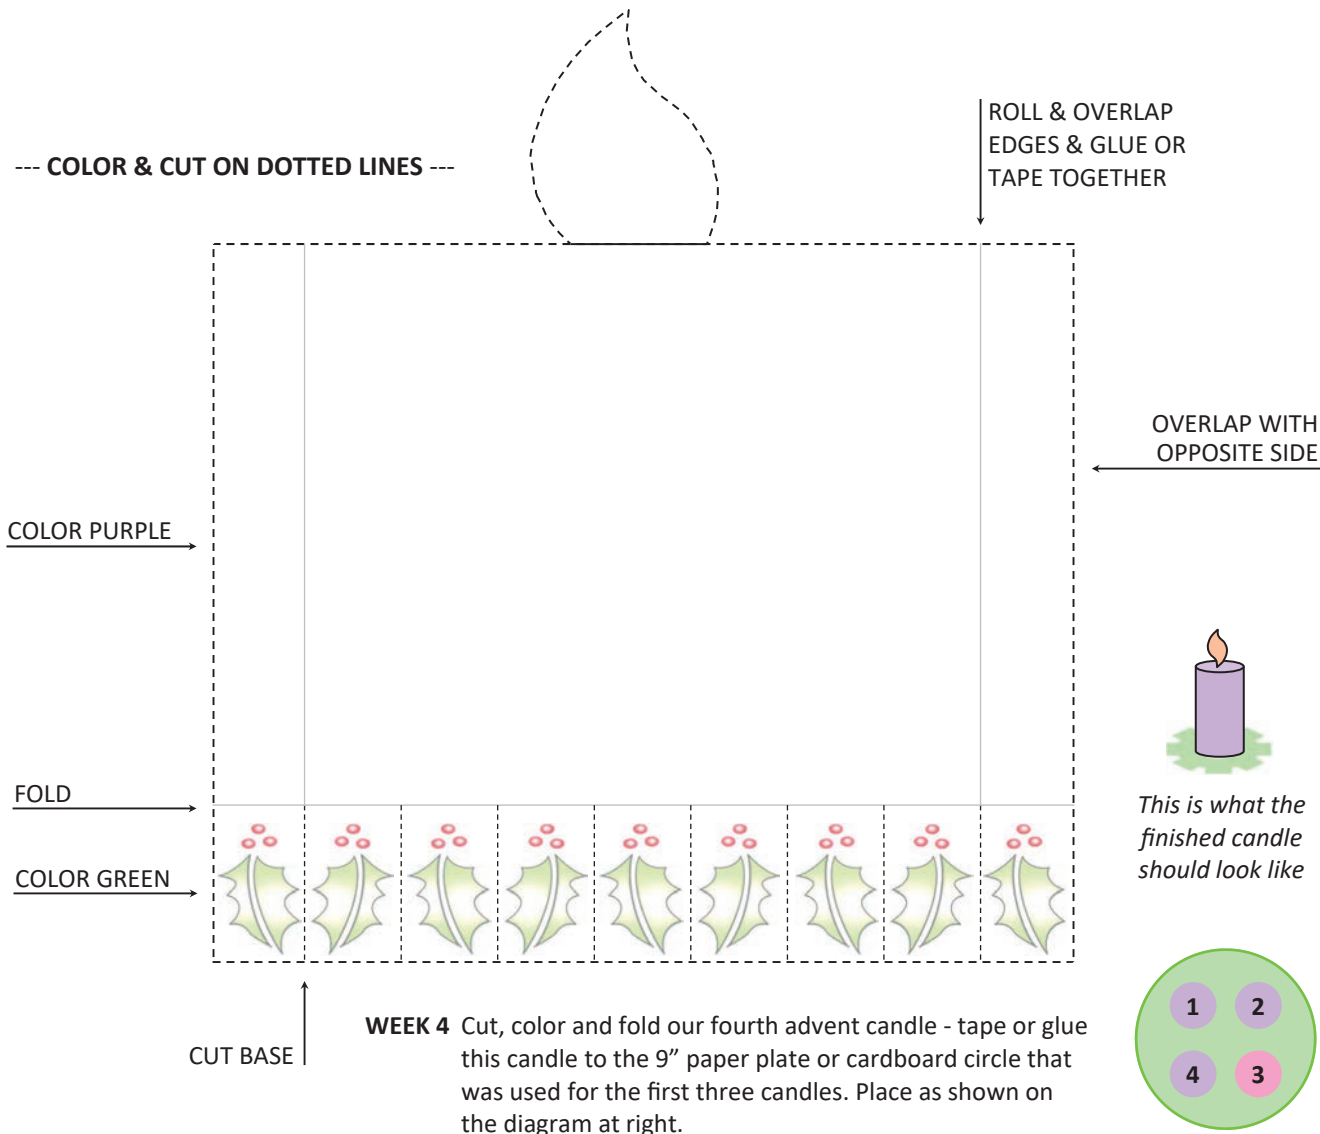 ROLL & OVERLAP
EDGES & GLUE OR
TAPE TOGETHER
--- COLOR & CUT ON DOTTED LINES ---
OVERLAP WITH
OPPOSITE SIDE
COLOR PURPLE
FOLD
COLOR GREEN
This is what the
finished candle
should look like
CUT BASE
WEEK 4 Cut, color and fold our fourth advent candle - tape or glue
this candle to the 9” paper plate or cardboard circle that
was used for the first three candles. Place as shown on
the diagram at right.
1 2
4 3